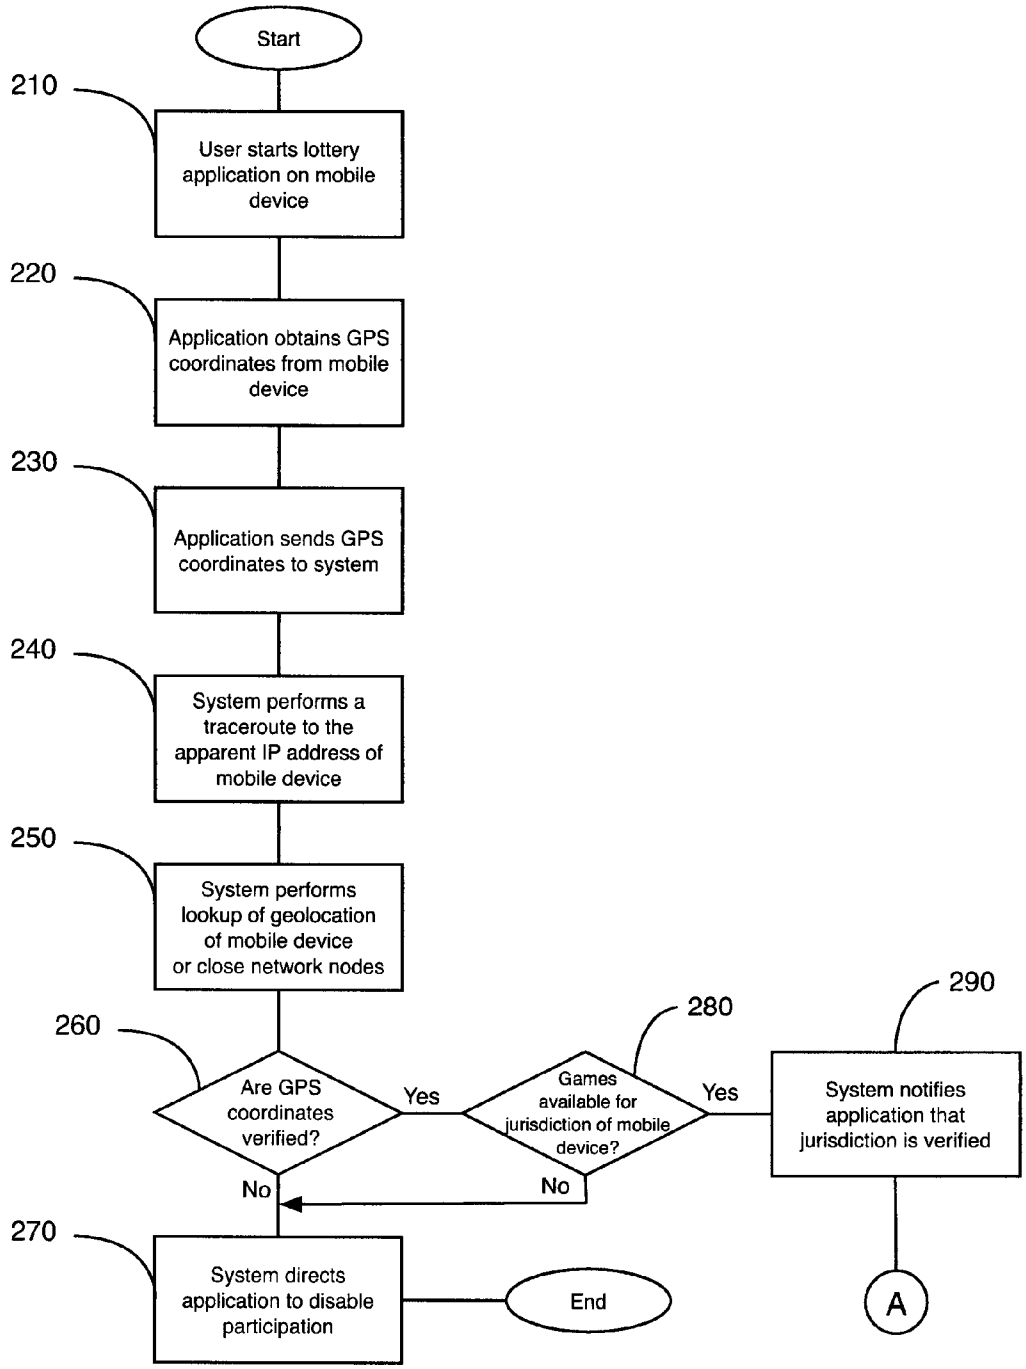 Start
210
User starts lottery
application on mobile
device
220
Application obtains GPS
coordinates from mobile
device
230
Application sends GPS
coordinates to system
240
System performs a
traceroute to the
apparent IP address of
mobile device
250
System performs
lookup of geolocation
of mobile device
or close network nodes
260
Are GPS
coordinates
verified?
Yes
No
280
Games
available for
jurisdiction of mobile
device?
Yes
No
290
System notifies
application that
jurisdiction is verified
270
System directs
application to disable
participation
End
A